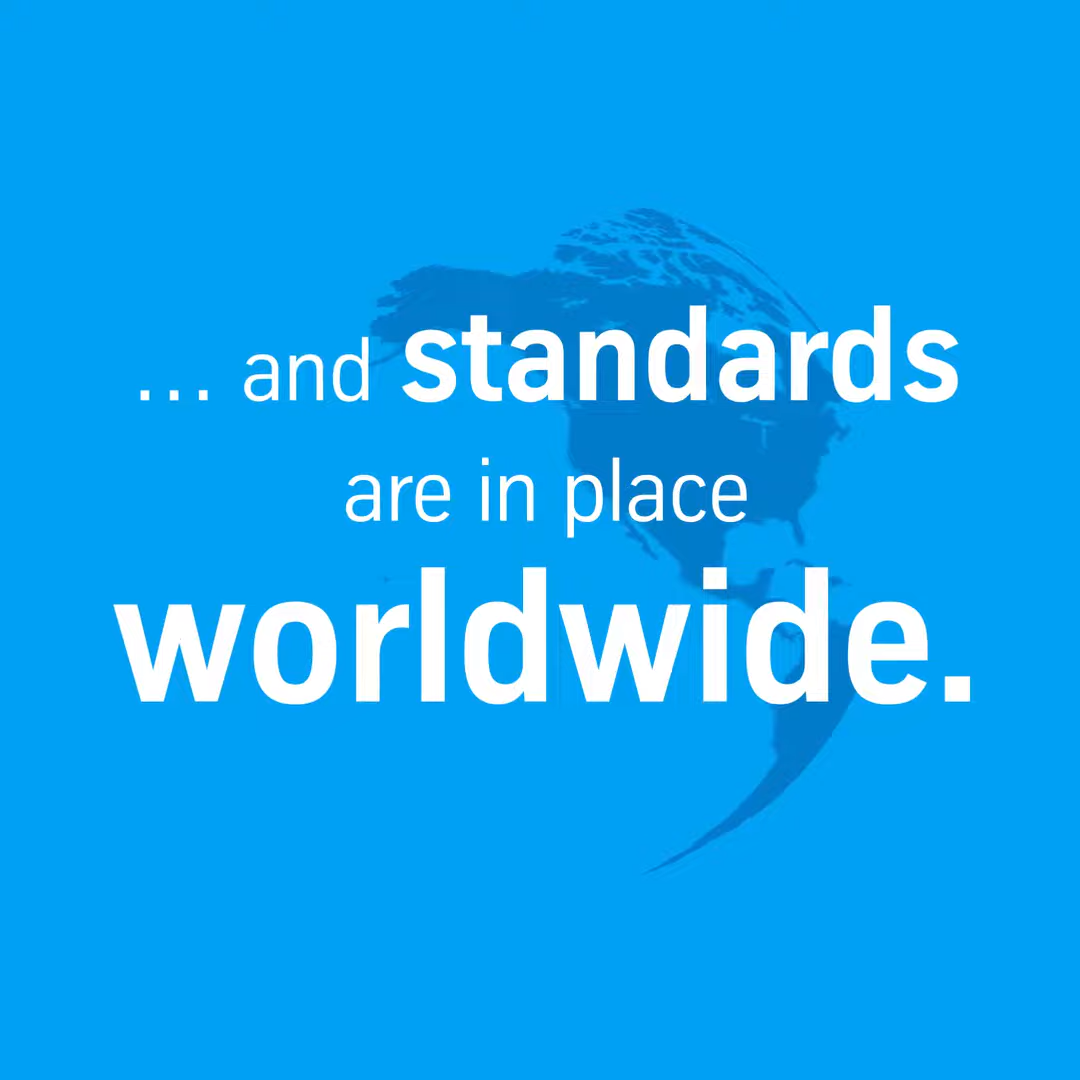 ... and standards
are in place
worldwide.